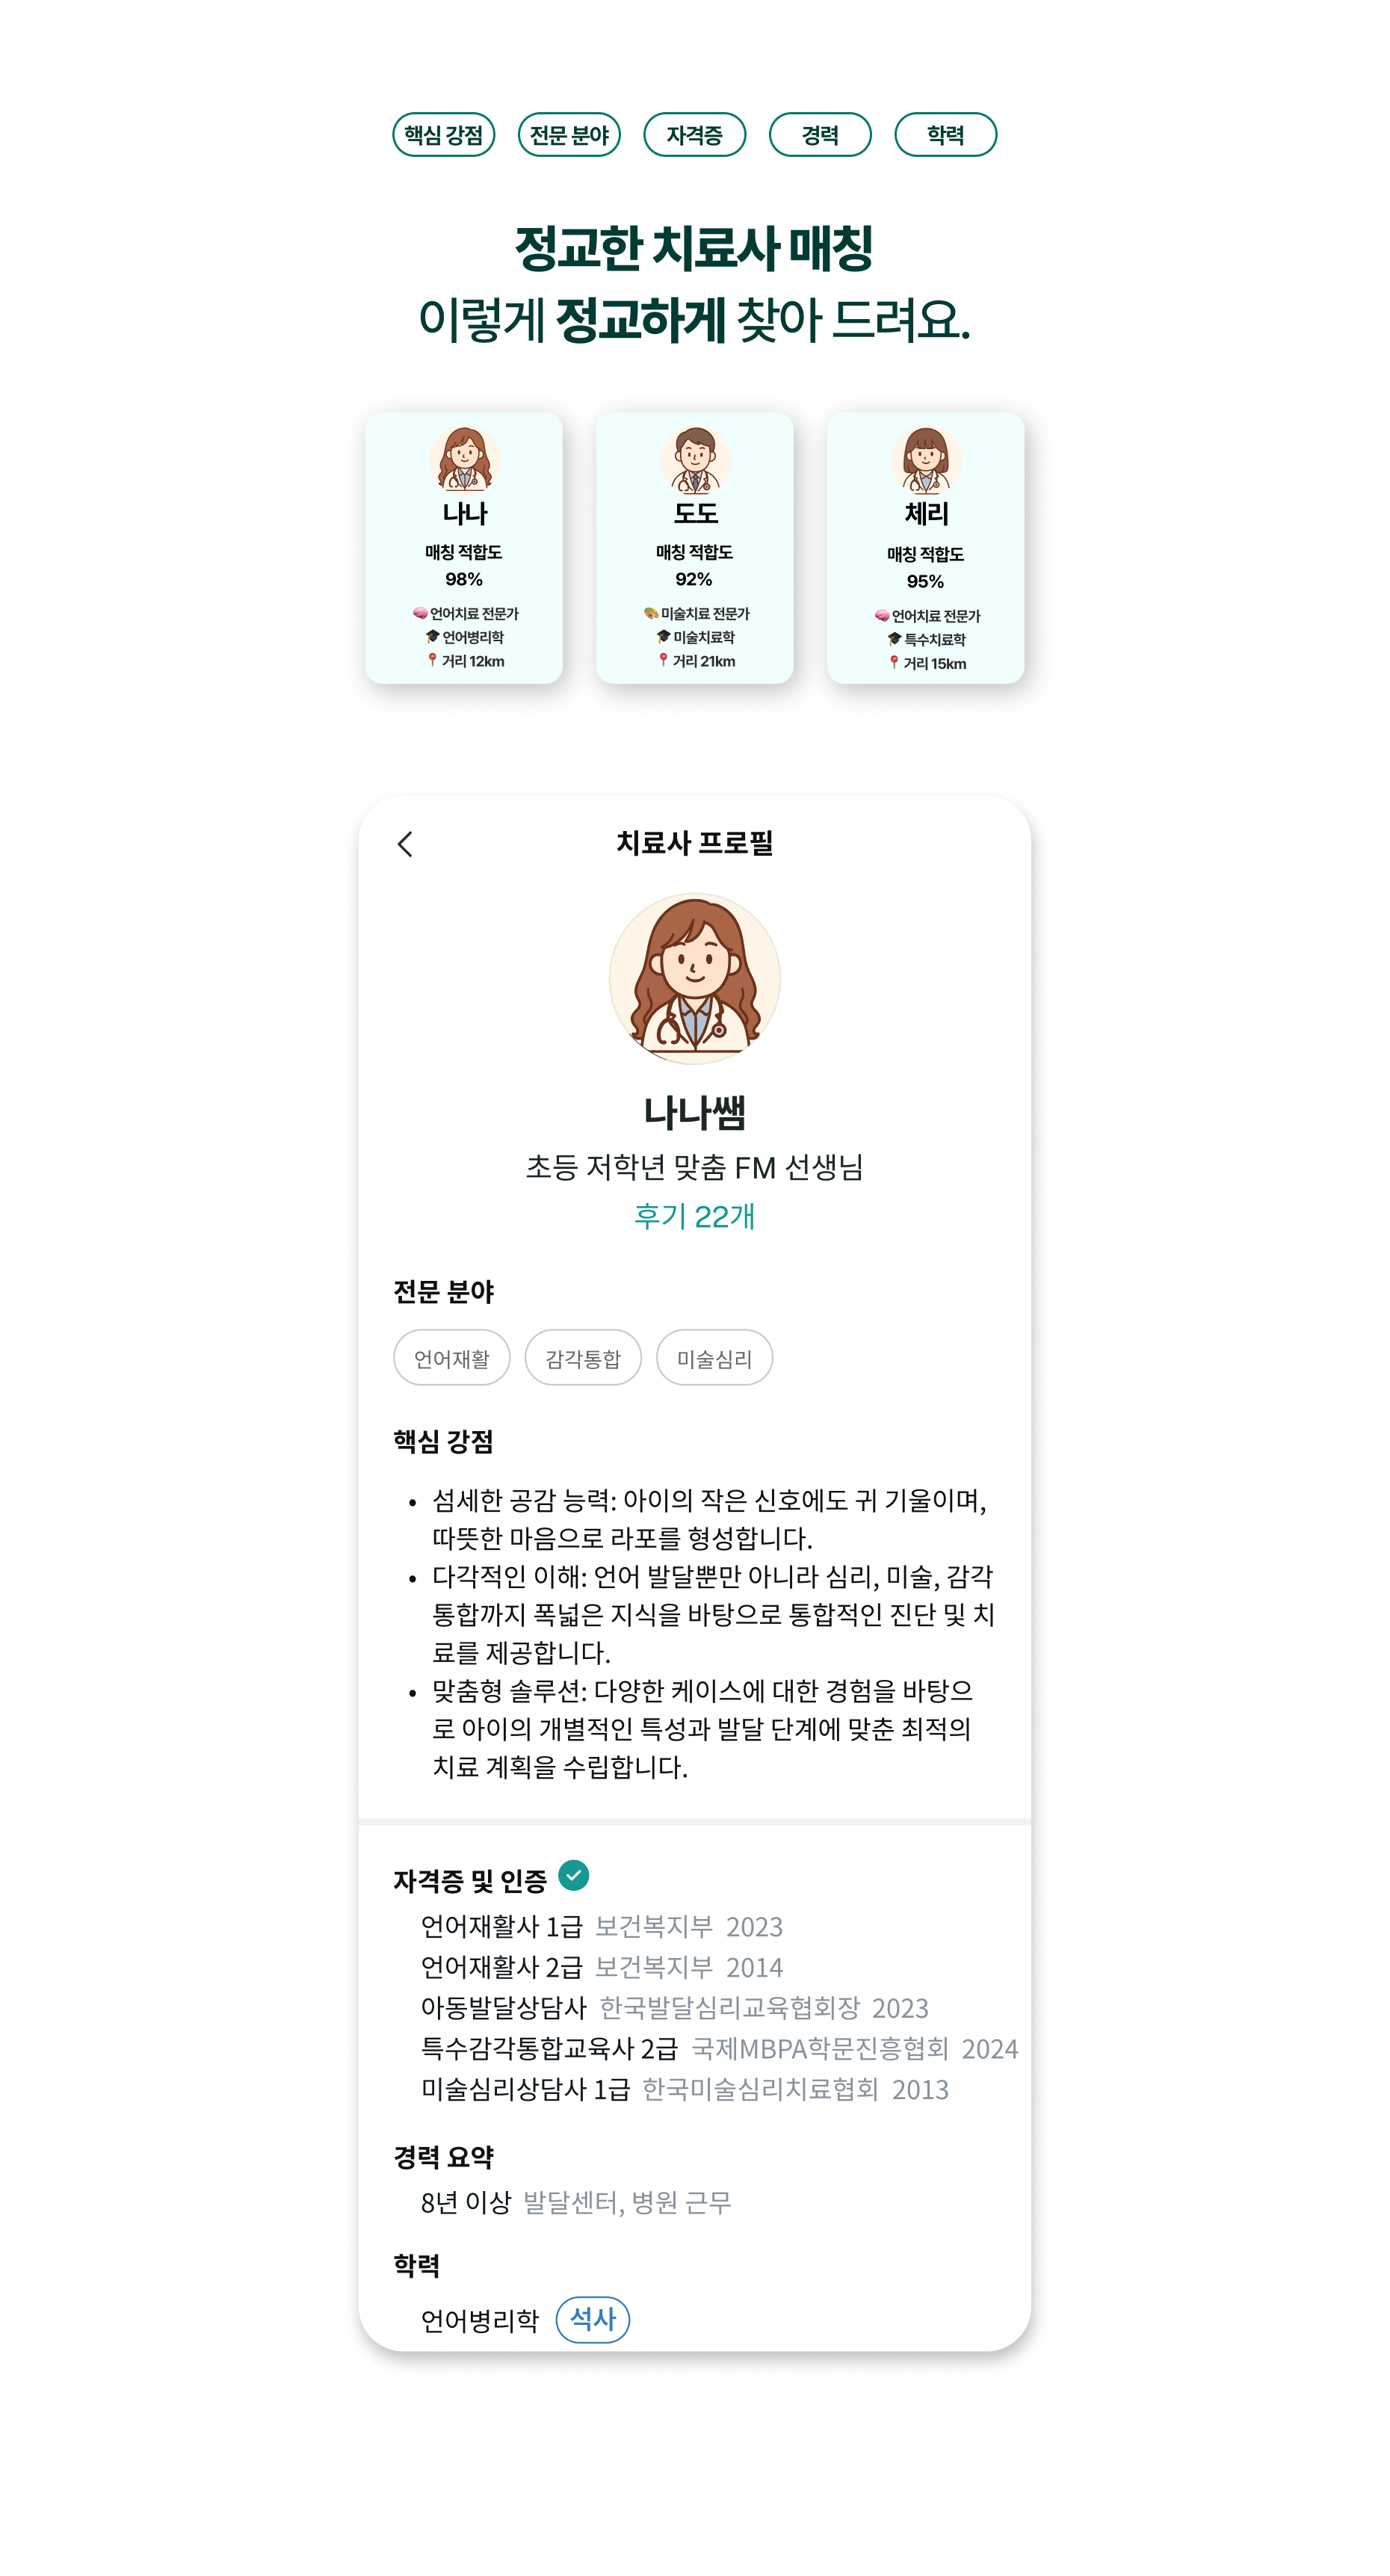 핵심 강점 전문 분야 자격증 경력 학력
정교한 치료사 매칭
이렇게 정교하게 찾아 드려요.
나나
매칭 적합도
98%
언어치료 전문가
언어병리학
거리 12km
도도
매칭 적합도
92%
미술치료 전문가
미술치료학
거리 21km
체리
매칭 적합도
95%
언어치료 전문가
특수치료학
거리 15km
치료사 프로필
나나쌤
초등 저학년 맞춤 FM 선생님
후기 22개
전문 분야
언어재활 감각통합 미술심리
핵심 강점
• 섬세한 공감 능력: 아이의 작은 신호에도 귀 기울이며,
따뜻한 마음으로 라포를 형성합니다.
• 다각적인 이해: 언어 발달뿐만 아니라 심리, 미술, 감각
통합까지 폭넓은 지식을 바탕으로 통합적인 진단 및 치
료를 제공합니다.
• 맞춤형 솔루션: 다양한 케이스에 대한 경험을 바탕으
로 아이의 개별적인 특성과 발달 단계에 맞춘 최적의
치료 계획을 수립합니다.
자격증 및 인증
언어재활사 1급 보건복지부 2023
언어재활사 2급 보건복지부 2014
아동발달상담사 한국발달심리교육협회장 2023
특수감각통합교육사 2급 국제MBPA학문진흥협회 2024
미술심리상담사 1급 한국미술심리치료협회 2013
경력 요약
8년 이상 발달센터, 병원 근무
학력
언어병리학 석사